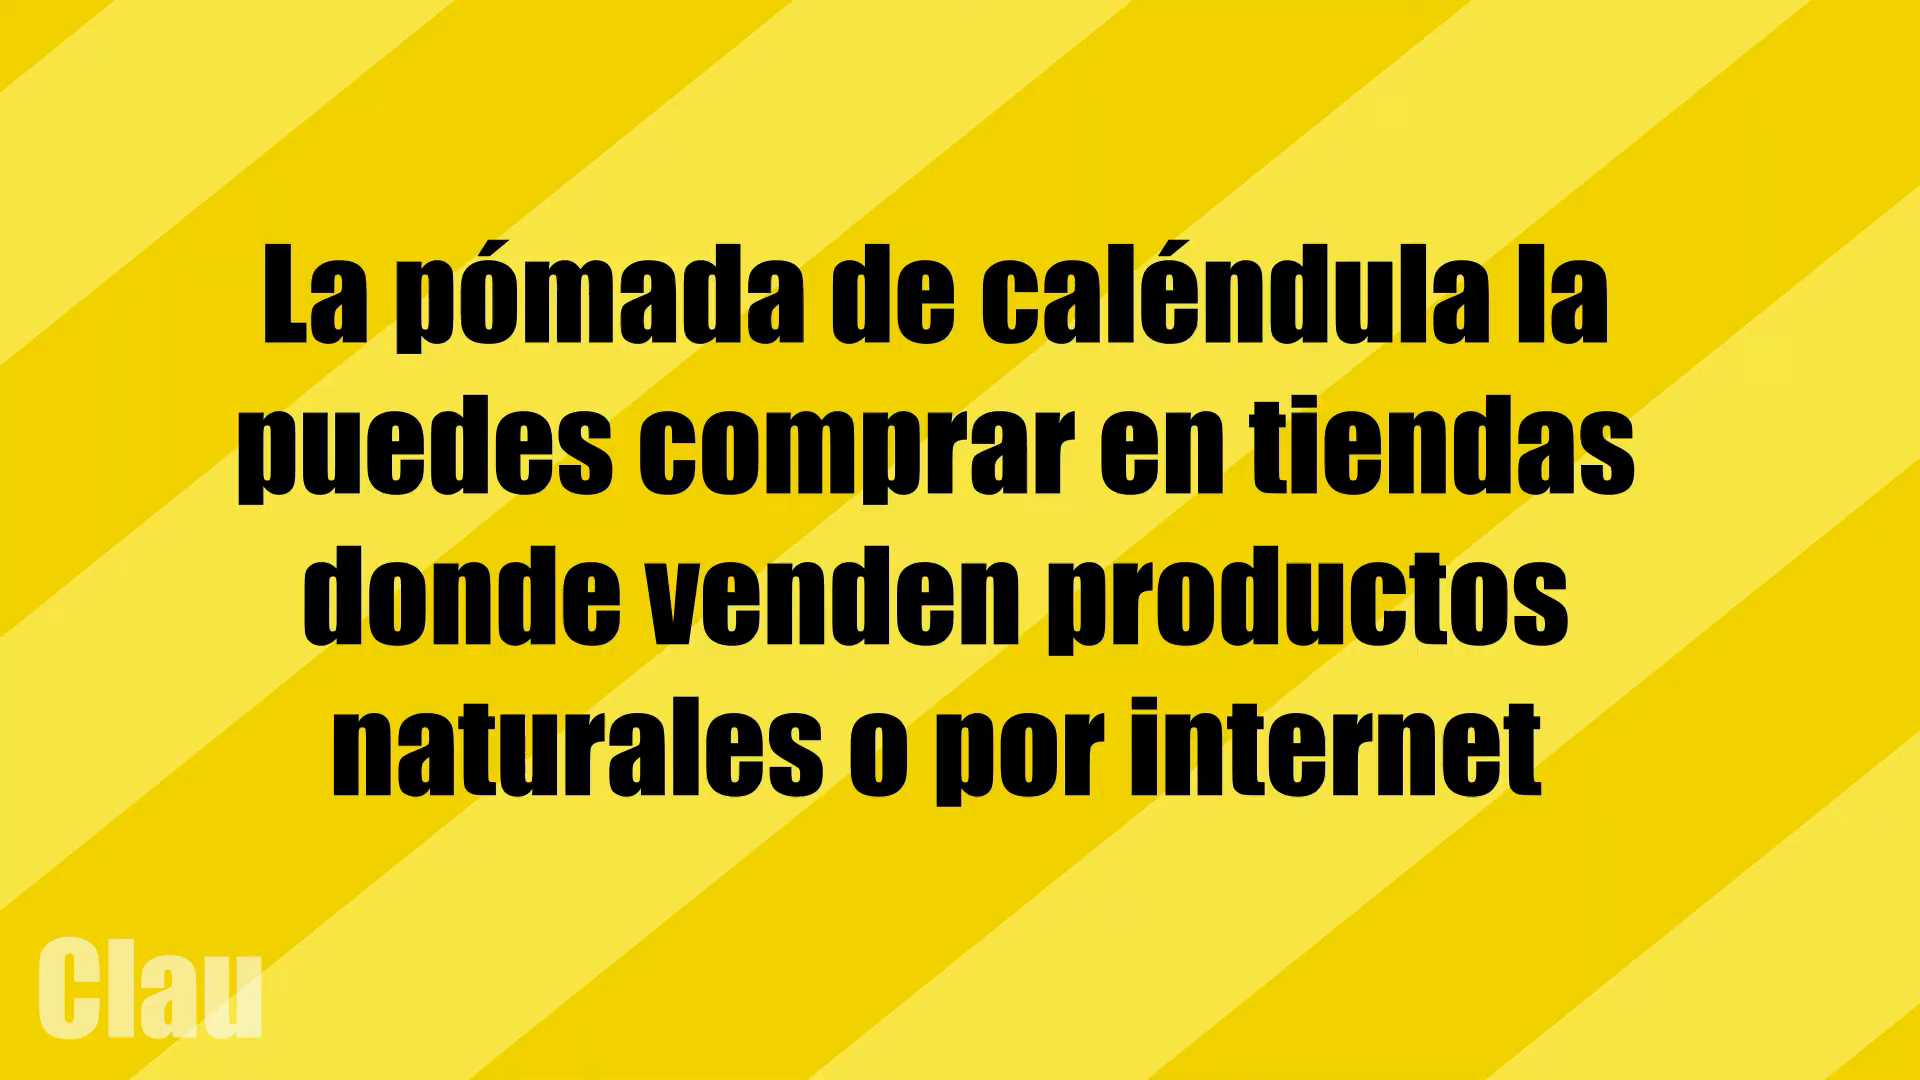 La pómada de caléndula la
puedes comprar en tiendas
donde venden productos
naturales o por internet
Clau